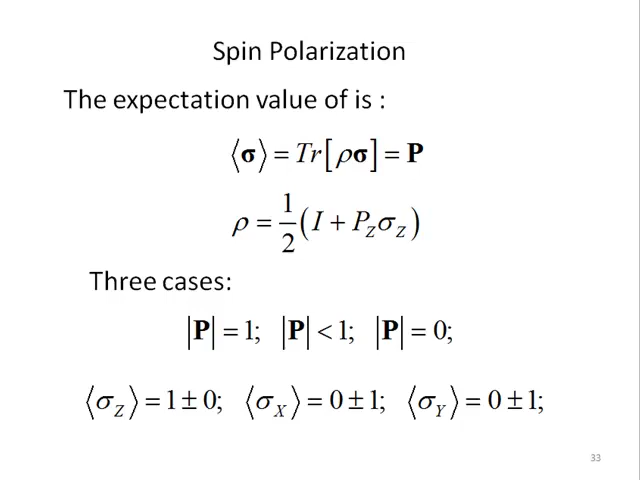 Spin Polarization
The expectation value of is :
⟨σ⟩ = Tr[ρσ] = P
ρ = 1/2 (I + P_Z σ_Z)
Three cases:
|P| = 1; |P| < 1; |P| = 0;
⟨σ_Z⟩ = 1 ± 0; ⟨σ_X⟩ = 0 ± 1; ⟨σ_Y⟩ = 0 ± 1;
33